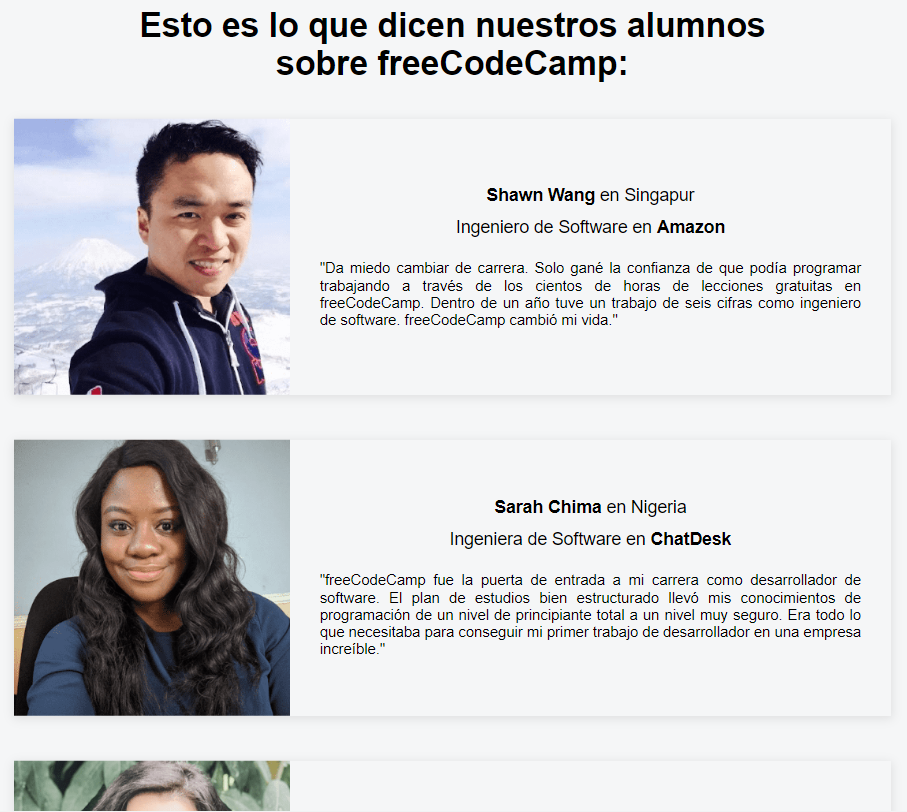 Esto es lo que dicen nuestros alumnos
sobre freeCodeCamp:
Shawn Wang en Singapur
Ingeniero de Software en Amazon
"Da miedo cambiar de carrera. Solo gané la confianza de que podía programar
trabajando a través de los cientos de horas de lecciones gratuitas en
freeCodeCamp. Dentro de un año tuve un trabajo de seis cifras como ingeniero
de software. freeCodeCamp cambió mi vida."
Sarah Chima en Nigeria
Ingeniera de Software en ChatDesk
"freeCodeCamp fue la puerta de entrada a mi carrera como desarrollador de
software. El plan de estudios bien estructurado llevó mis conocimientos de
programación de un nivel de principiante total a un nivel muy seguro. Era todo lo
que necesitaba para conseguir mi primer trabajo de desarrollador en una empresa
increíble."